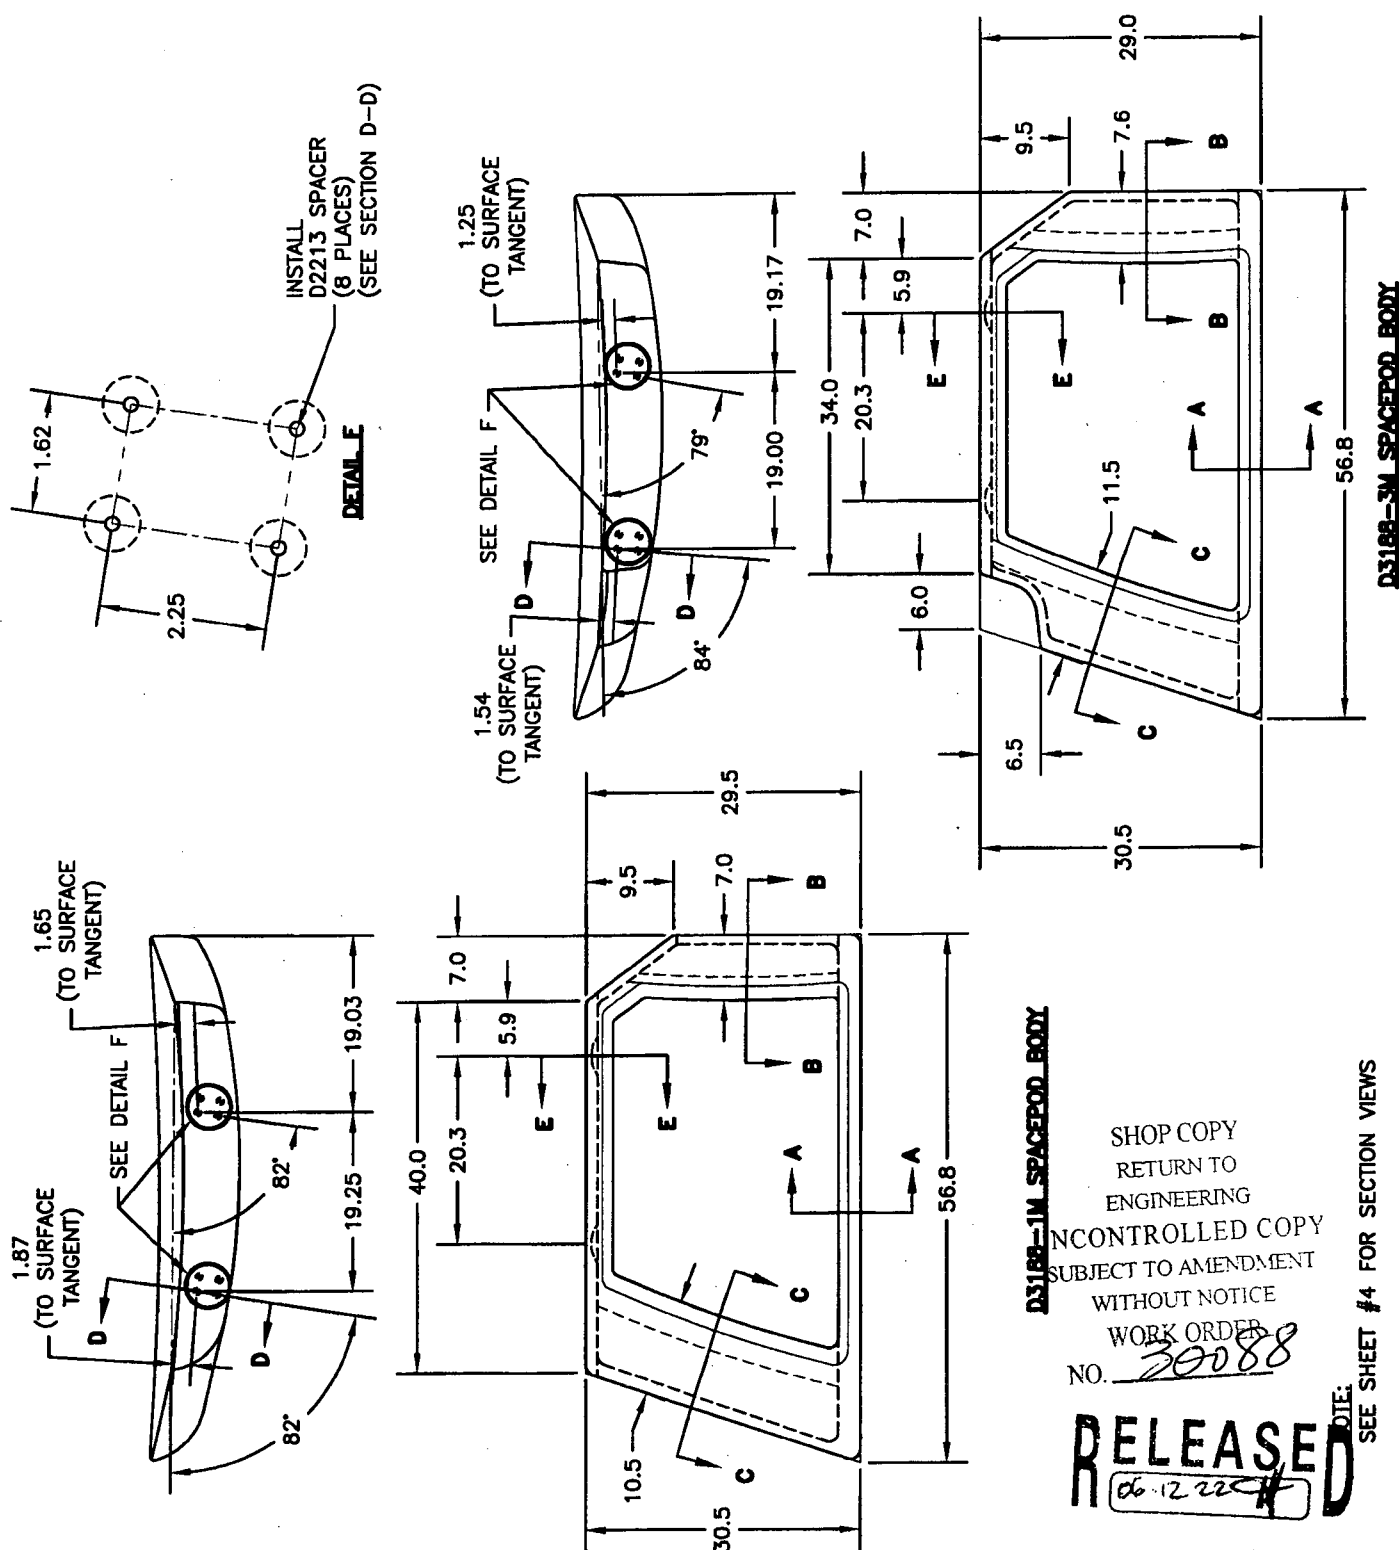 INSTALL
D2213 SPACER
(8 PLACES)
(SEE SECTION D-D)
1.62
2.25
DETAIL F
1.25
(TO SURFACE
TANGENT)
SEE DETAIL F
19.17
19.00
79°
84°
D
D
1.54
(TO SURFACE
TANGENT)
29.0
9.5
7.6
7.0
5.9
34.0
20.3
6.0
6.5
11.5
30.5
56.8
E
E
B
B
A
A
C
C
D3188-3M SPACEPOD BODY
1.65
(TO SURFACE
TANGENT)
SEE DETAIL F
1.87
(TO SURFACE
TANGENT)
19.03
19.25
82°
82°
D
D
29.5
9.5
7.0
7.0
5.9
40.0
20.3
10.5
30.5
56.8
E
E
B
B
A
A
C
C
D3188-1M SPACEPOD BODY
SHOP COPY
RETURN TO
ENGINEERING
NCONTROLLED COPY
SUBJECT TO AMENDMENT
WITHOUT NOTICE
WORK ORDER
NO. 30088
RELEASED
06.12.22
OTE:
SEE SHEET #4 FOR SECTION VIEWS